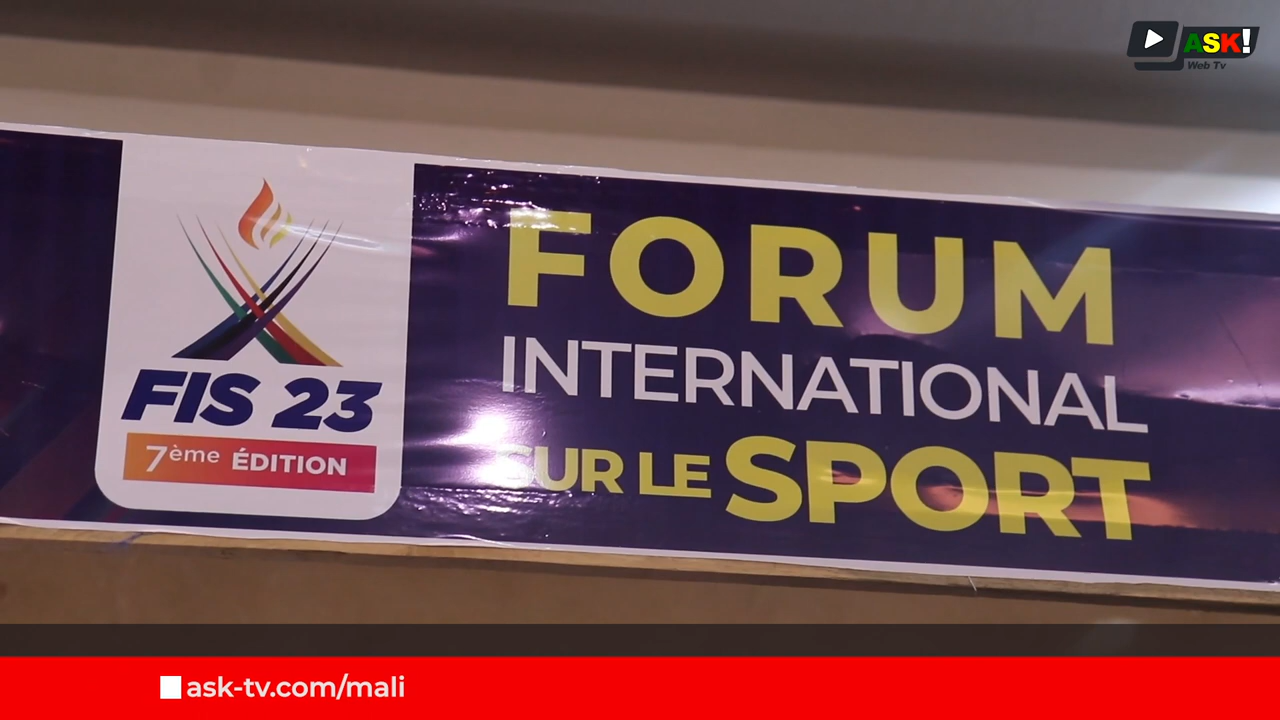 ASK!
Web Tv
FORUM
INTERNATIONAL
SUR LE SPORT
FIS 23
7ème ÉDITION
ask-tv.com/mali